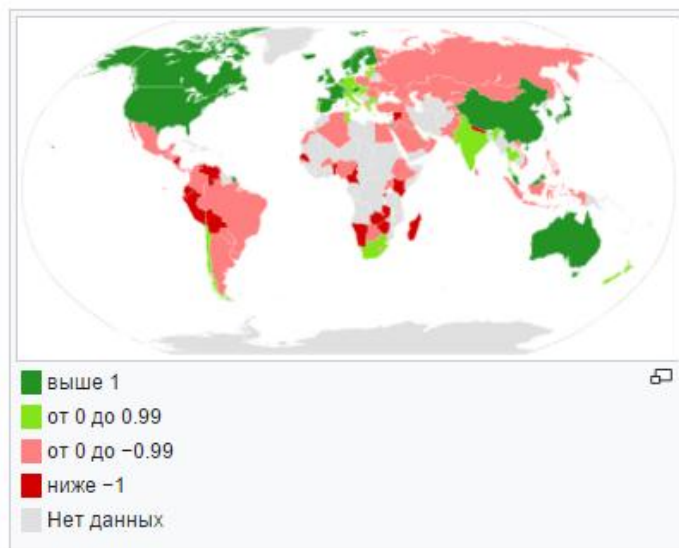 выше 1
от 0 до 0.99
от 0 до −0.99
ниже −1
Нет данных